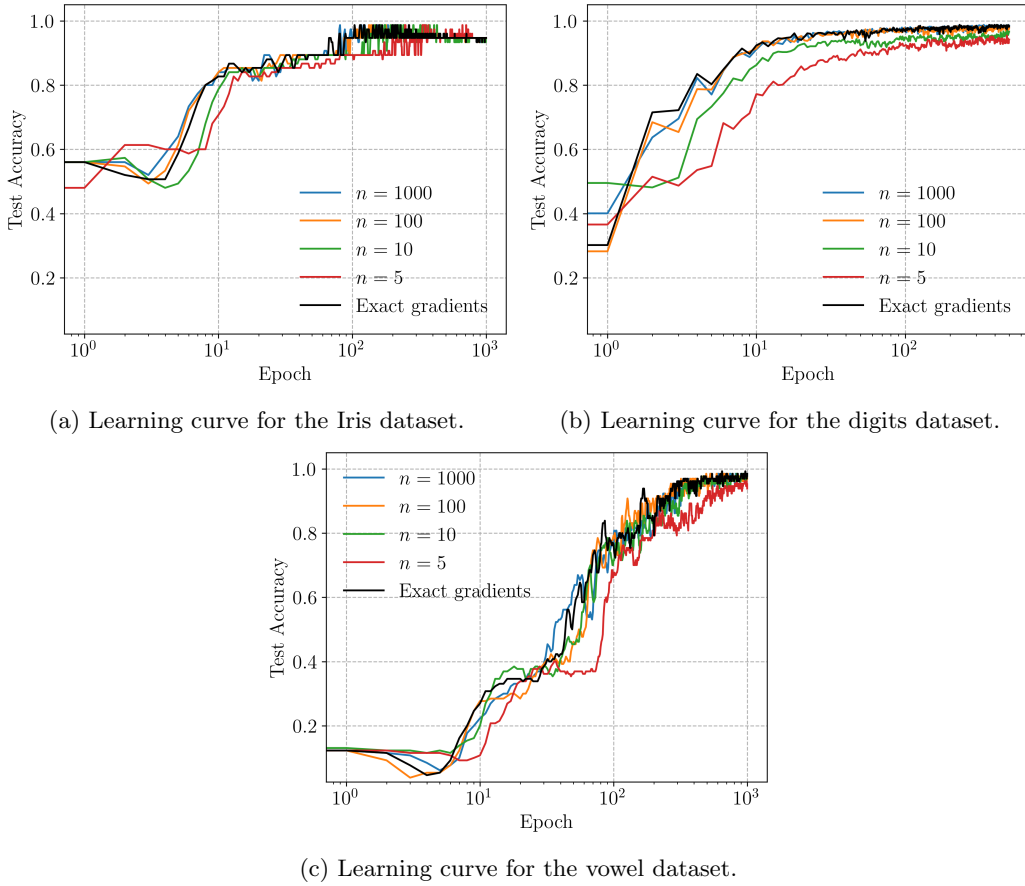 1.0
0.8
0.6
0.4
0.2
Test Accuracy
n = 1000
n = 100
n = 10
n = 5
Exact gradients
10^0
10^1
10^2
10^3
Epoch
(a) Learning curve for the Iris dataset.
1.0
0.8
0.6
0.4
0.2
Test Accuracy
n = 1000
n = 100
n = 10
n = 5
Exact gradients
10^0
10^1
10^2
Epoch
(b) Learning curve for the digits dataset.
1.0
0.8
0.6
0.4
0.2
Test Accuracy
n = 1000
n = 100
n = 10
n = 5
Exact gradients
10^0
10^1
10^2
10^3
Epoch
(c) Learning curve for the vowel dataset.